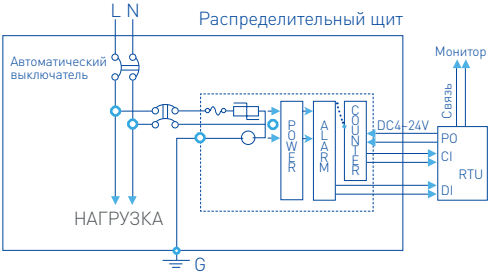 L N
Распределительный щит
Автоматический
выключатель
Монитор
Связь
POWER
ALARM
COUNTER
DC4-24V
PO
CI
RTU
DI
НАГРУЗКА
G